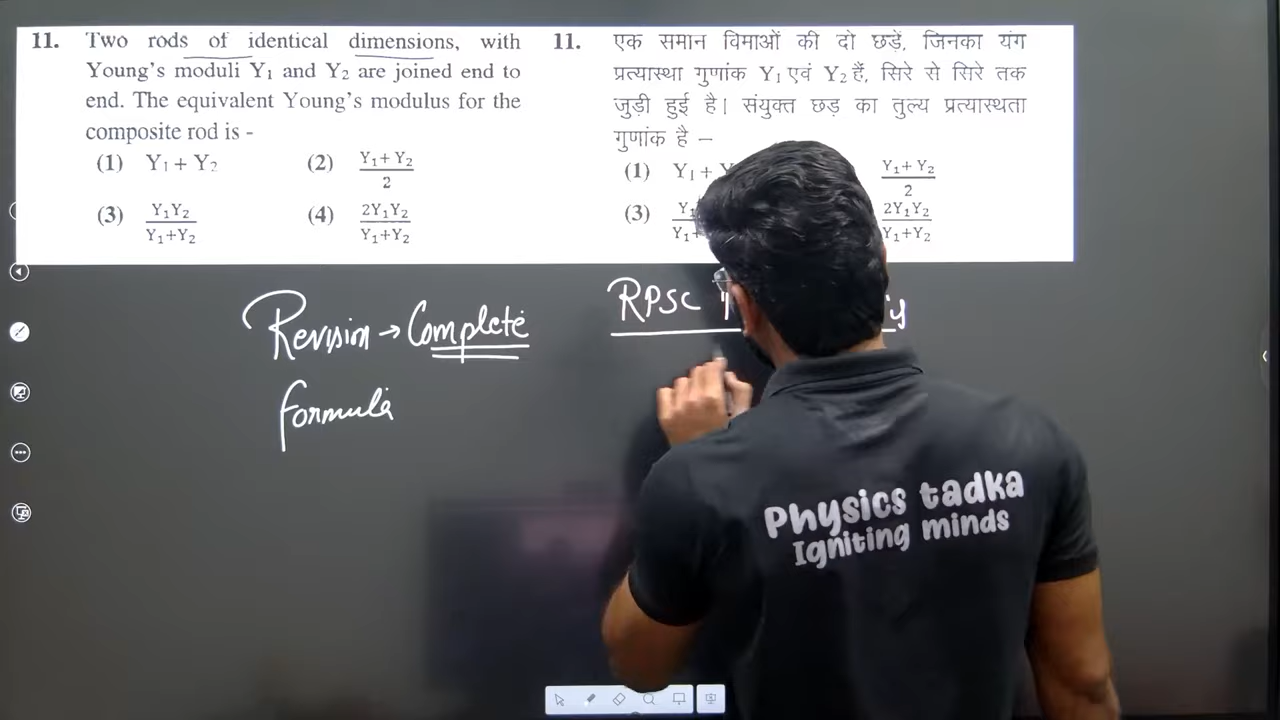 11. Two rods of identical dimensions, with
Young's moduli Y₁ and Y₂ are joined end to
end. The equivalent Young's modulus for the
composite rod is -
(1) Y₁ + Y₂ (2) Y₁ + Y₂ / 2
(3) Y₁Y₂ / Y₁+Y₂ (4) 2Y₁Y₂ / Y₁+Y₂
11. एक समान विमाओं की दो छड़ें, जिनका यंग
प्रत्यास्था गुणांक Y₁ एवं Y₂ हैं, सिरे से सिरे तक
जुड़ी हुई है। संयुक्त छड़ का तुल्य प्रत्यास्थता
गुणांक है –
(1) Y₁ + Y₁ + Y₂ / 2
(3) 2Y₁Y₂ / Y₁+Y₂
Revision → Complete
formula
RPSC
Physics tadka
Igniting minds